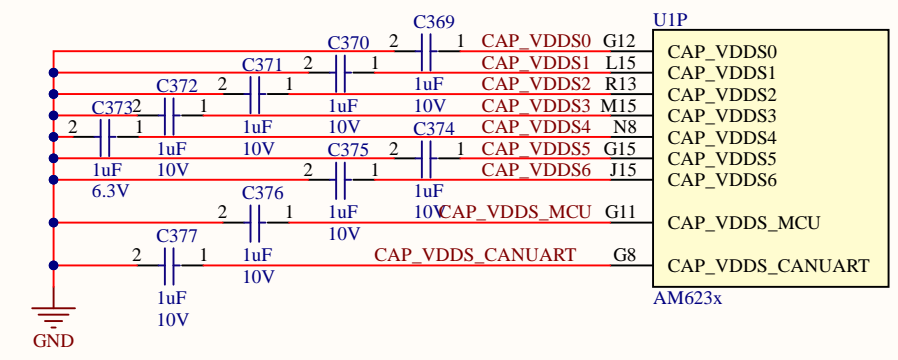 U1P
C369
2 1 CAP_VDDS0 G12 CAP_VDDS0
1uF
10V
C370
2 1 CAP_VDDS1 L15 CAP_VDDS1
1uF
10V
C371
2 1 CAP_VDDS2 R13 CAP_VDDS2
1uF
10V
C372
2 1 CAP_VDDS3 M15 CAP_VDDS3
1uF
10V
C373
2 1 CAP_VDDS4 N8 CAP_VDDS4
1uF
6.3V
C374
2 1 CAP_VDDS5 G15 CAP_VDDS5
1uF
10V
C375
2 1 CAP_VDDS6 J15 CAP_VDDS6
1uF
10V
C376
2 1 CAP_VDDS_MCU G11 CAP_VDDS_MCU
1uF
10V
C377
2 1 CAP_VDDS_CANUART G8 CAP_VDDS_CANUART
1uF
10V
AM623x
GND